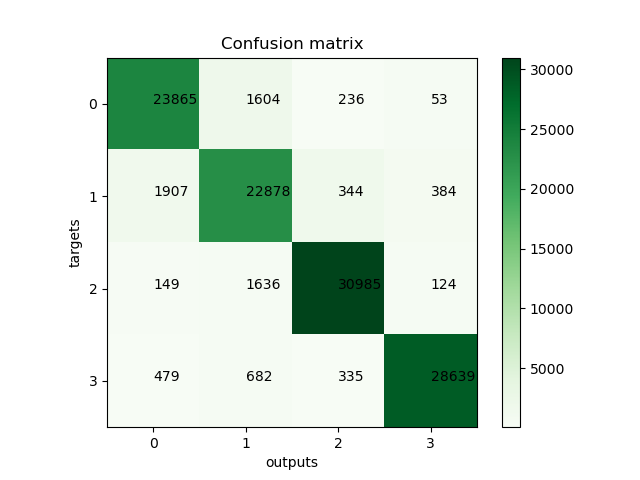 Confusion matrix
0 23865 1604 236 53
1 1907 22878 344 384
2 149 1636 30985 124
3 479 682 335 28639
0 1 2 3
outputs
targets
30000
25000
20000
15000
10000
5000